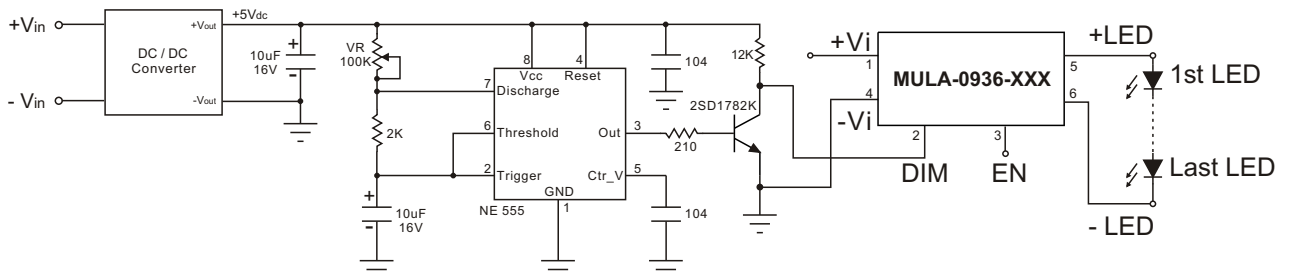 +Vin
- Vin
DC / DC
Converter
+Vout
-Vout
+5Vdc
+
10uF
16V
-
VR
100K
2K
+
10uF
16V
-
8
Vcc
4
Reset
7
Discharge
6
Threshold
2
Trigger
3
Out
5
Ctr_V
GND
1
NE 555
104
210
104
12K
2SD1782K
+Vi
1
4
-Vi
MULA-0936-XXX
2
DIM
3
EN
5
6
+LED
1st LED
Last LED
- LED